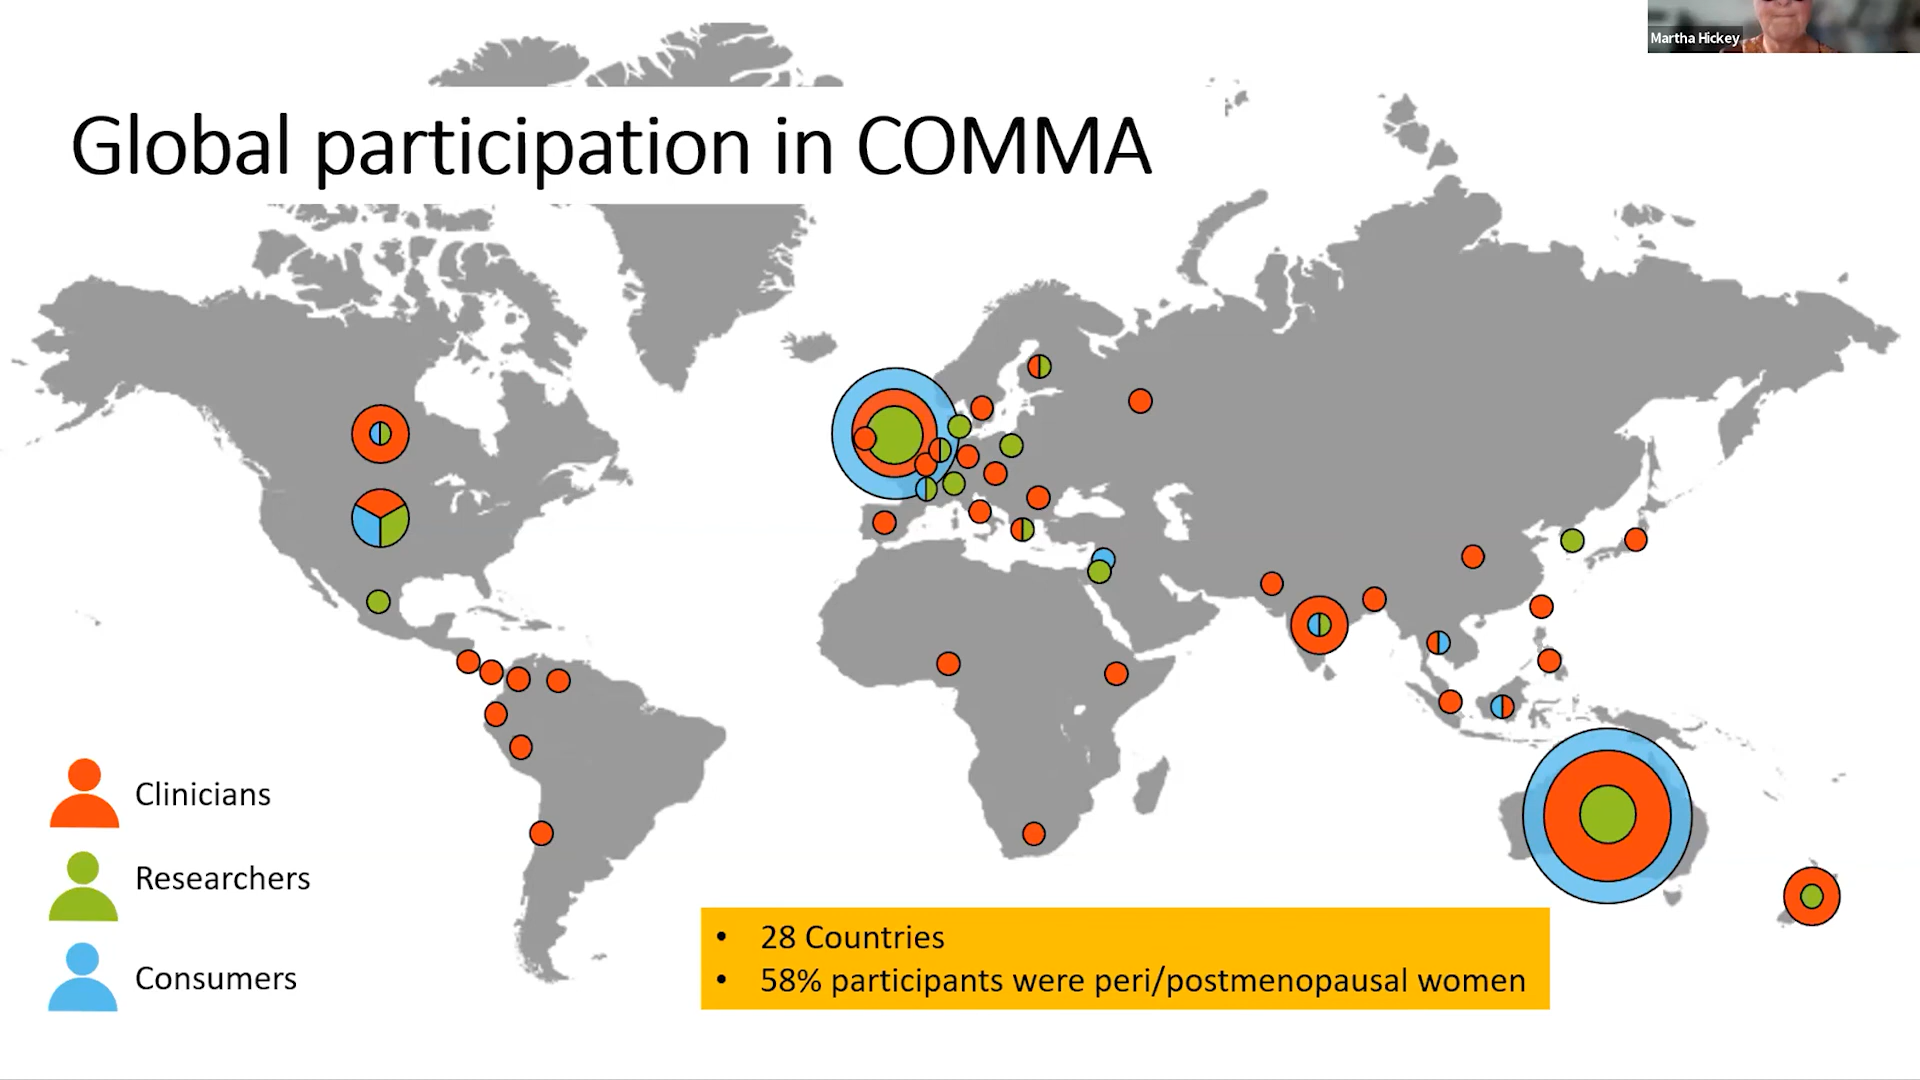 Martha Hickey
Global participation in COMMA
Clinicians
Researchers
Consumers
• 28 Countries
• 58% participants were peri/postmenopausal women